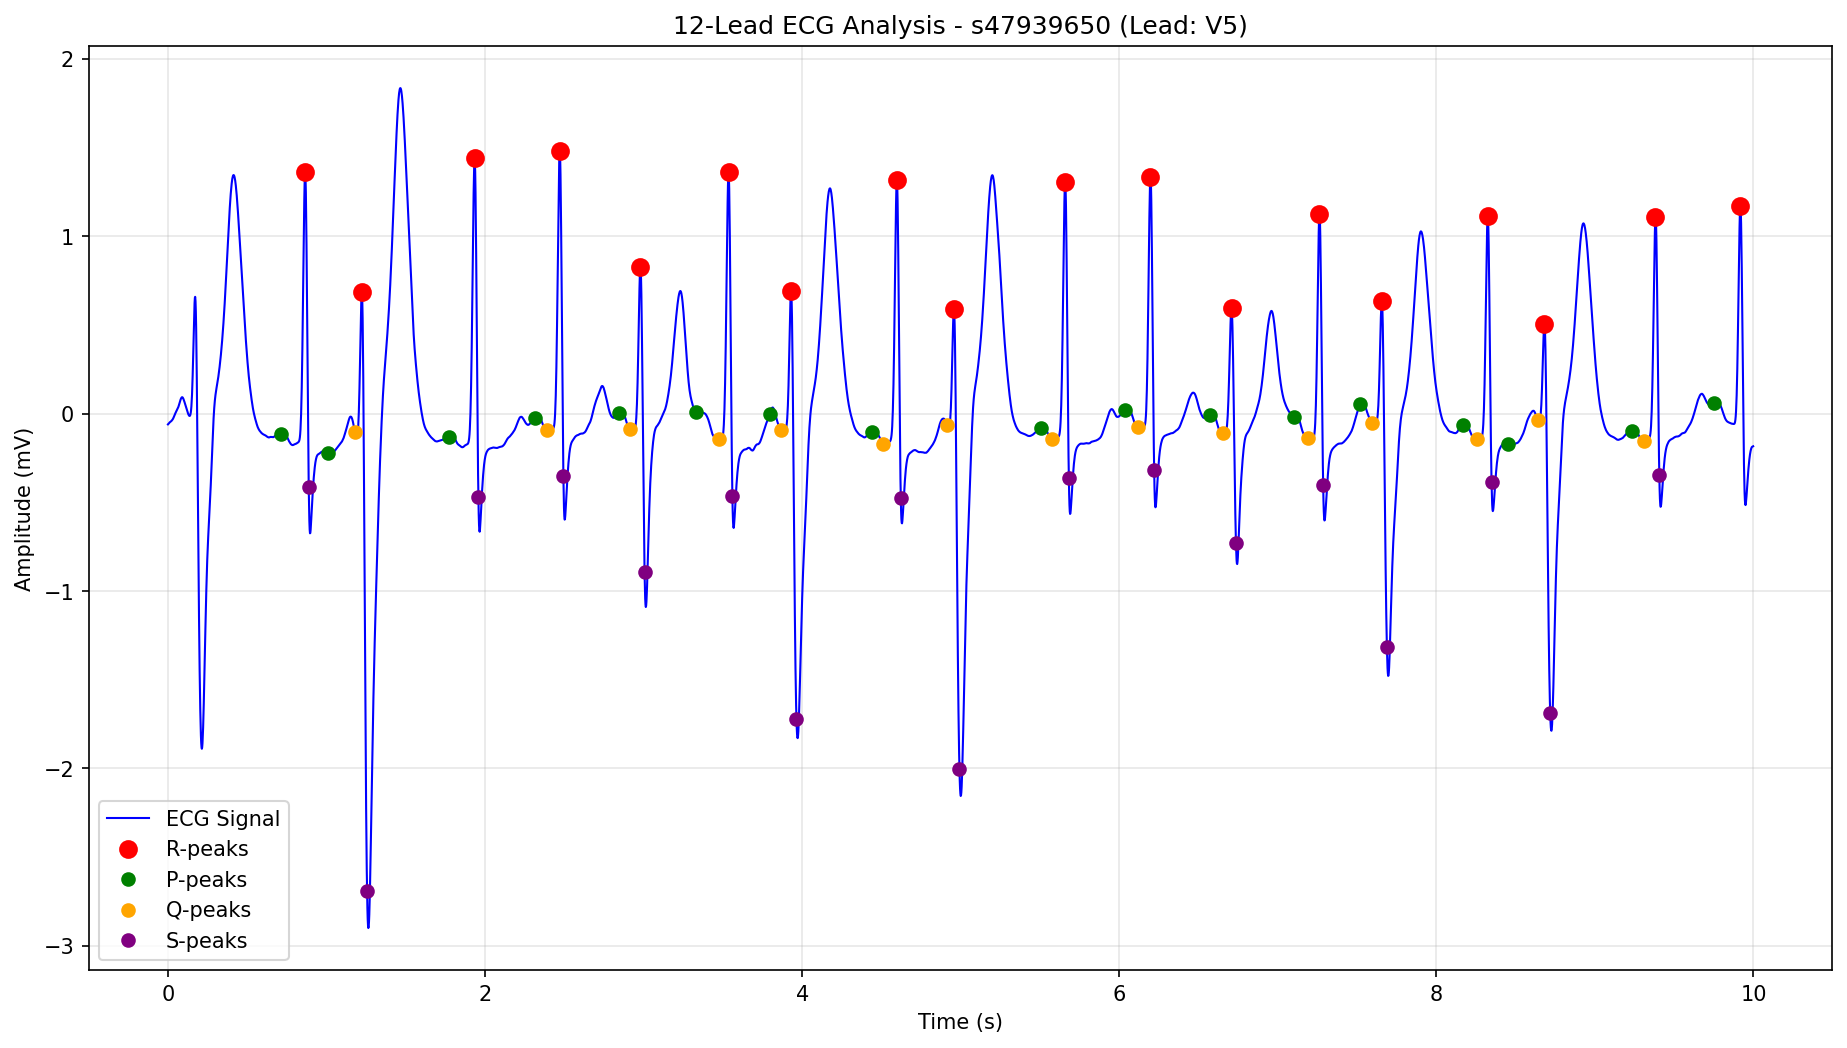 12-Lead ECG Analysis - s47939650 (Lead: V5)
2
1
0
−1
−2
−3
Amplitude (mV)
ECG Signal
R-peaks
P-peaks
Q-peaks
S-peaks
0
2
4
6
8
10
Time (s)